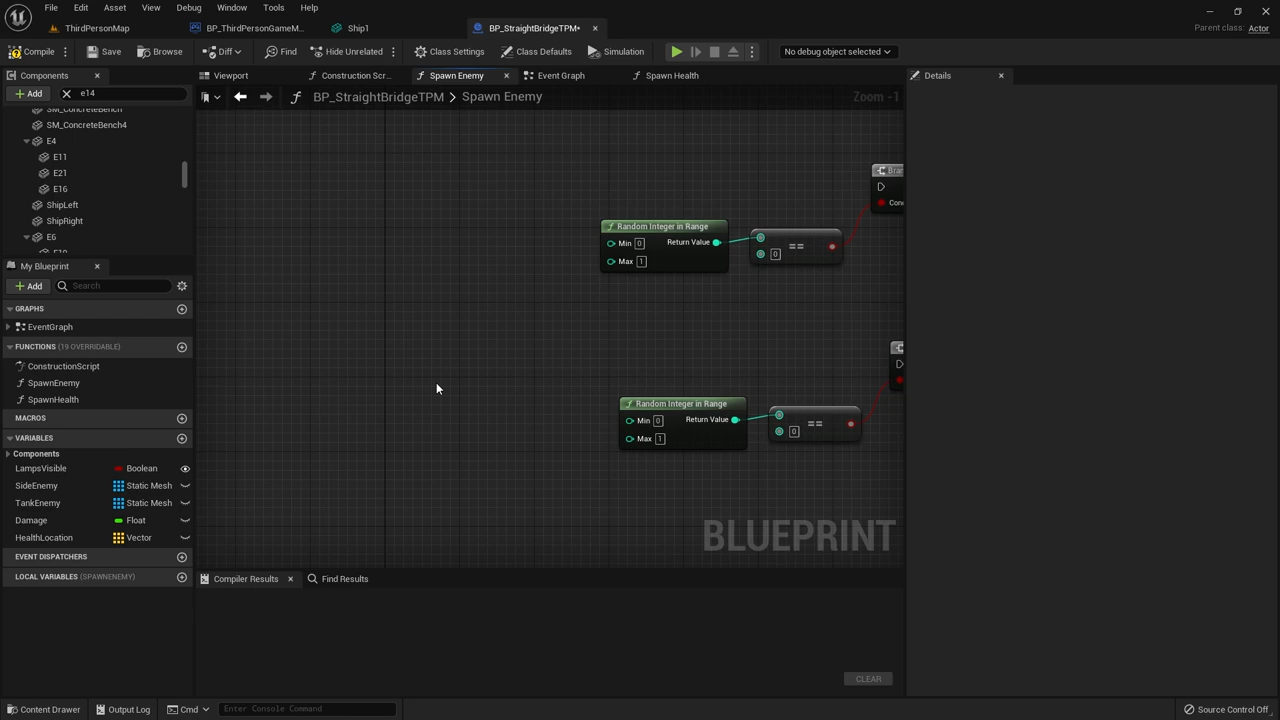 File Edit Asset View Debug Window Tools Help
ThirdPersonMap
BP_ThirdPersonGameM...
Ship1
BP_StraightBridgeTPM*
Parent class: Actor
Compile
Save
Browse
Diff
Find
Hide Unrelated
Class Settings
Class Defaults
Simulation
No debug object selected
Components
Viewport
Construction Scr...
Spawn Enemy
Event Graph
Spawn Health
Details
Add
e14
BP_StraightBridgeTPM > Spawn Enemy
Zoom -1
SM_ConcreteBench
SM_ConcreteBench4
E4
E11
E21
E16
ShipLeft
ShipRight
E6
My Blueprint
Add
Search
GRAPHS
EventGraph
FUNCTIONS (19 OVERRIDABLE)
ConstructionScript
SpawnEnemy
SpawnHealth
MACROS
VARIABLES
Components
LampsVisible Boolean
SideEnemy Static Mesh
TankEnemy Static Mesh
Damage Float
HealthLocation Vector
EVENT DISPATCHERS
LOCAL VARIABLES (SPAWNENEMY)
Random Integer in Range
Min 0 Return Value
Max 1
==
0
Random Integer in Range
Min 0 Return Value
Max 1
==
0
BLUEPRINT
Compiler Results
Find Results
CLEAR
Content Drawer
Output Log
Cmd
Enter Console Command
Source Control Off